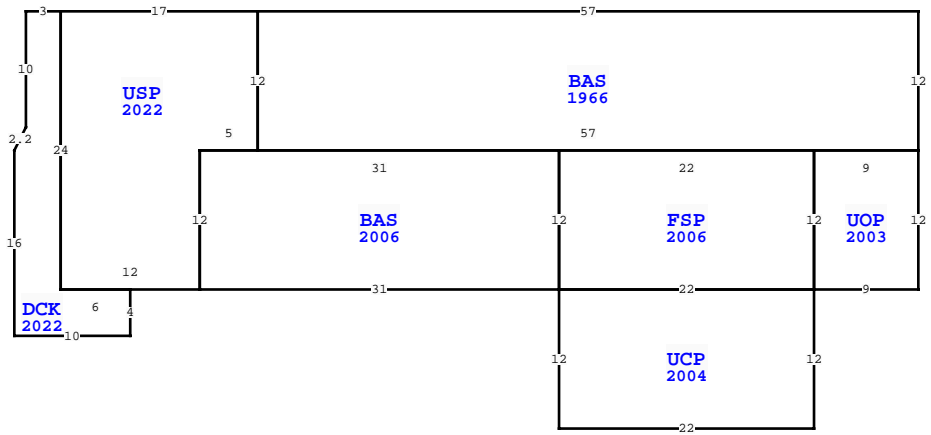 3 17 57
10 USP 2022 12 BAS 1966 12
2.2 24 5 57
31 22 9
16 12 BAS 2006 12 FSP 2006 12 UOP 2003 12
12
DCK 2022 6 4 31 22 9
10
12 UCP 2004 12
22